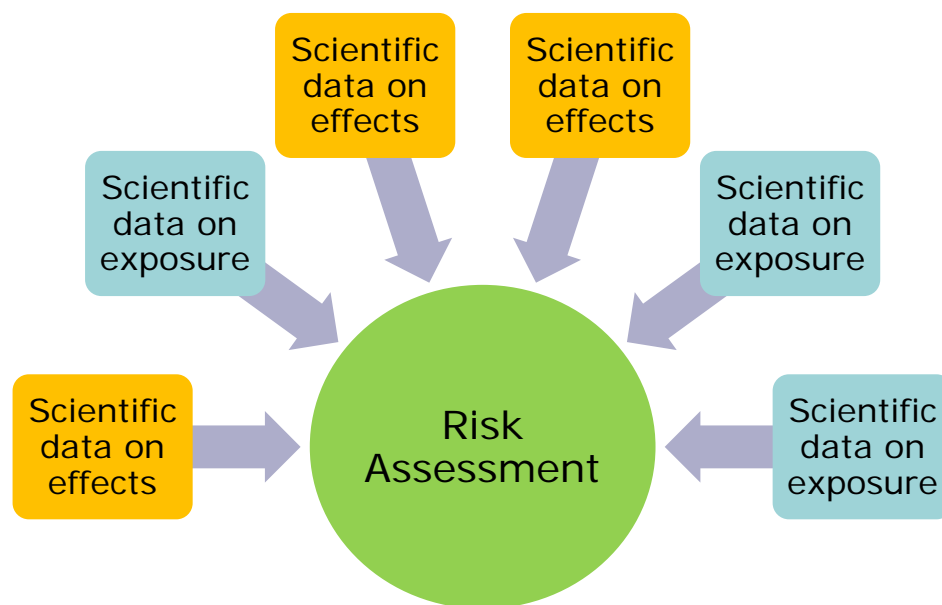 Scientific
data on
effects
Scientific
data on
effects
Scientific
data on
exposure
Scientific
data on
exposure
Scientific
data on
effects
Risk
Assessment
Scientific
data on
exposure